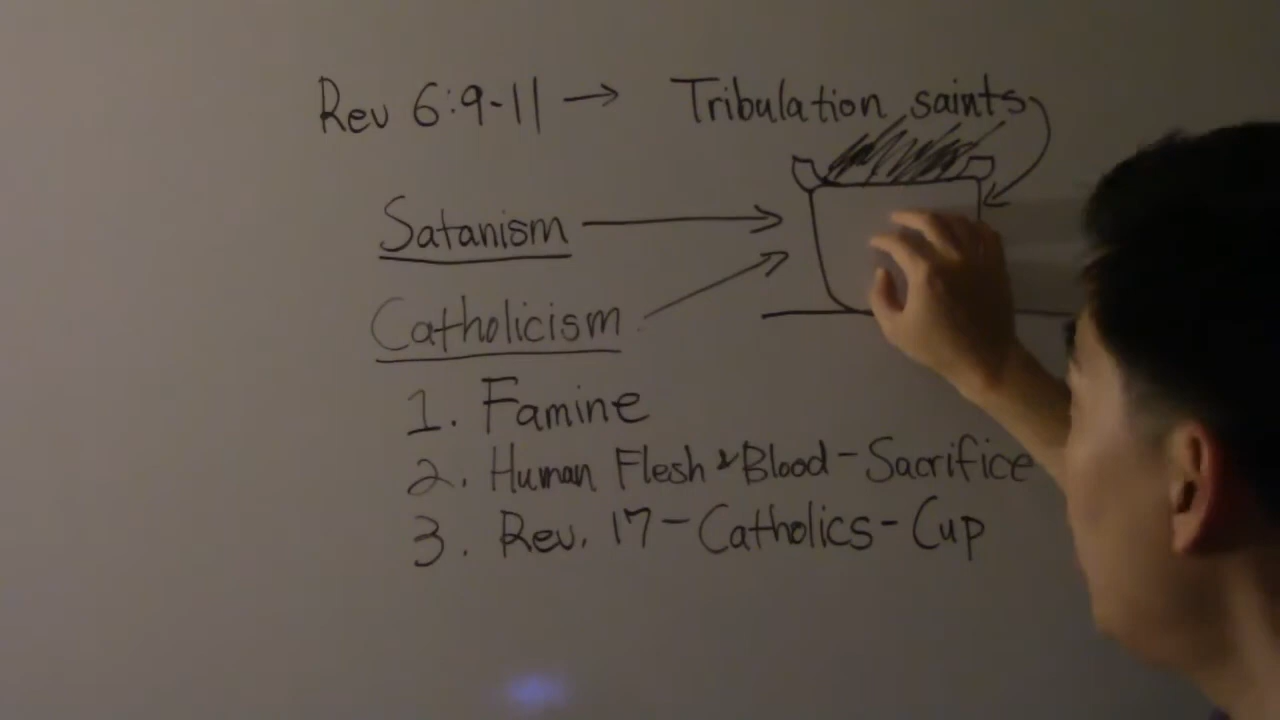 Rev 6:9-11 → Tribulation saints
Satanism
Catholicism
1. Famine
2. Human Flesh & Blood - Sacrifice
3. Rev. 17 - Catholics - Cup